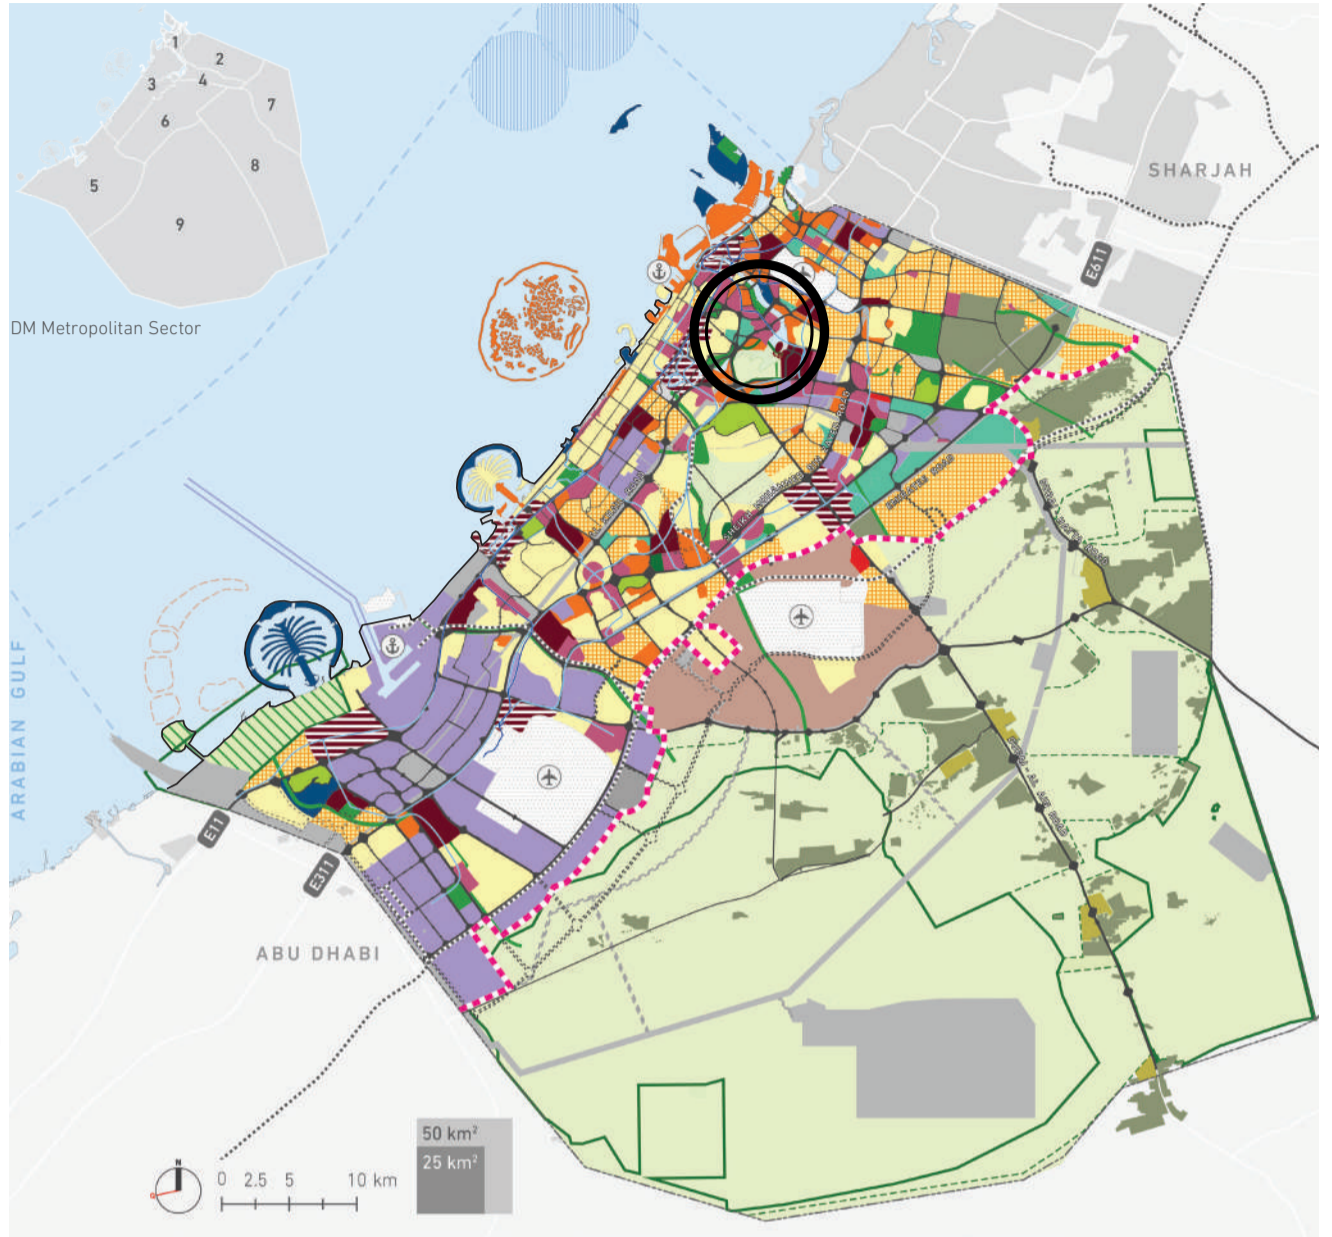 1
2
3
4
7
6
8
5
9
DM Metropolitan Sector
SHARJAH
E611
ARABIAN GULF
E11
E311
ABU DHABI
50 km²
25 km²
N
Q
0 2.5 5 10 km